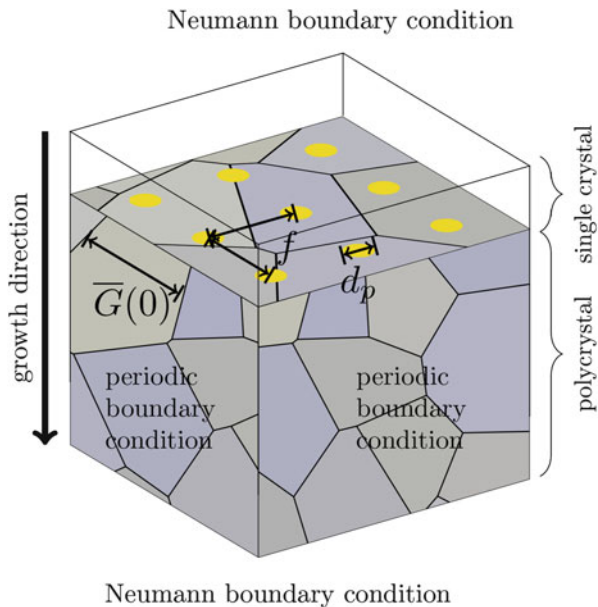 Neumann boundary condition
growth direction
single crystal
polycrystal
f
d_p
\overline{G}(0)
periodic
boundary
condition
periodic
boundary
condition
Neumann boundary condition